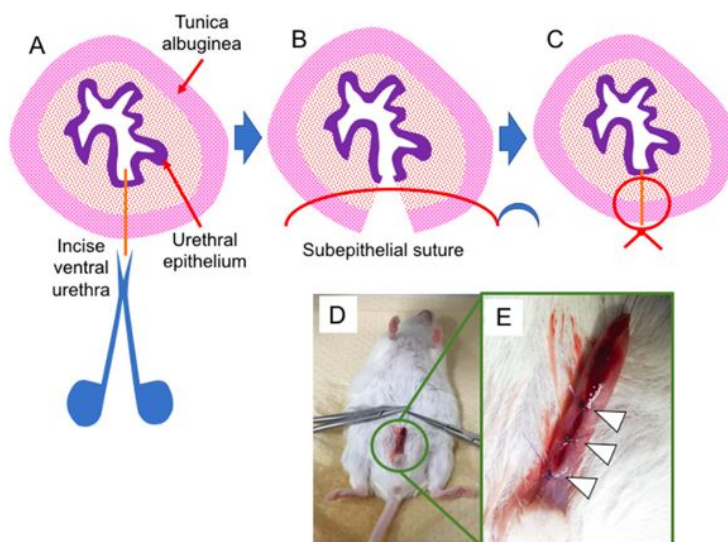 A
Tunica
albuginea
B
C
Incise
ventral
urethra
Urethral
epithelium
Subepithelial suture
D
E